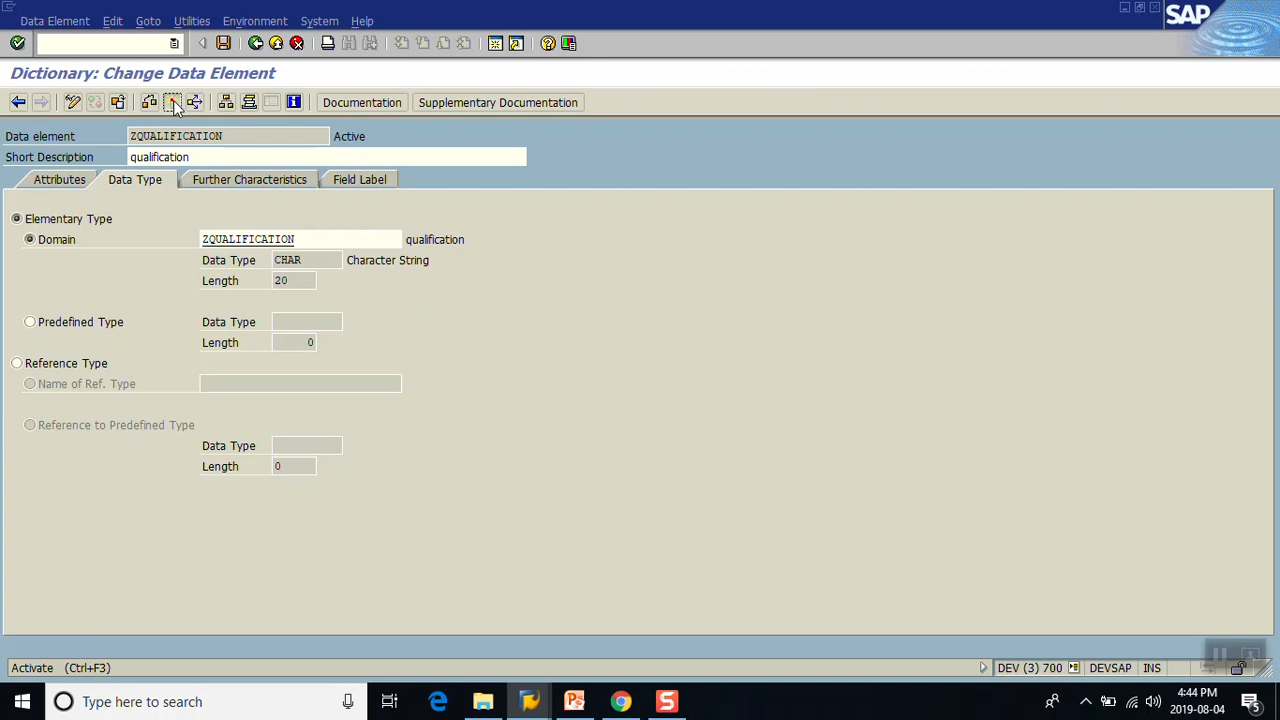 Data Element Edit Goto Utilities Environment System Help
SAP
Dictionary: Change Data Element
Documentation Supplementary Documentation
Data element ZQUALIFICATION Active
Short Description qualification
Attributes Data Type Further Characteristics Field Label
Elementary Type
Domain ZQUALIFICATION qualification
Data Type CHAR Character String
Length 20
Predefined Type Data Type
Length 0
Reference Type
Name of Ref. Type
Reference to Predefined Type
Data Type
Length 0
Activate (Ctrl+F3) DEV (3) 700 DEVSAP INS
Type here to search
4:44 PM
2019-08-04
5